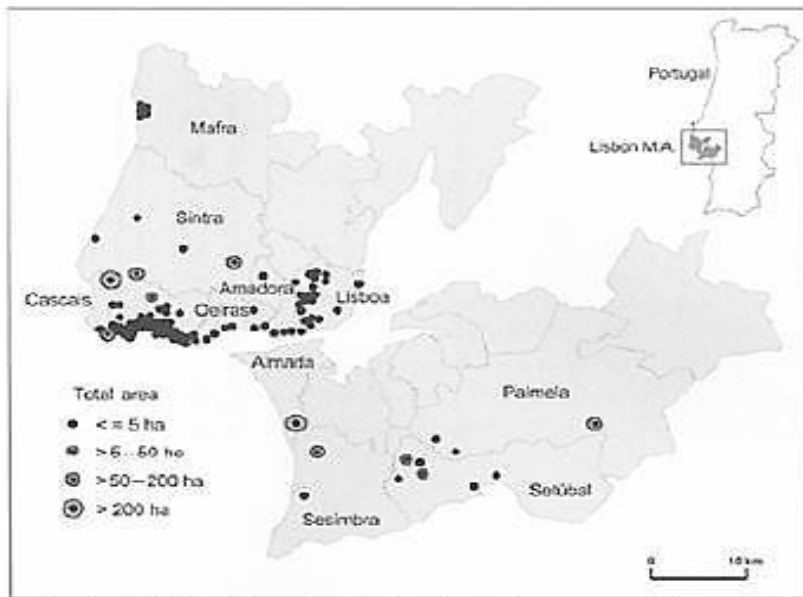 Portugal
Lisbon M.A.
Mafra
Sintra
Cascais
Amadora
Oeiras
Lisboa
Almada
Palmela
Setúbal
Sesimbra
Total area
< = 5 ha
>5–50 ha
>50–200 ha
> 200 ha
0 10 km